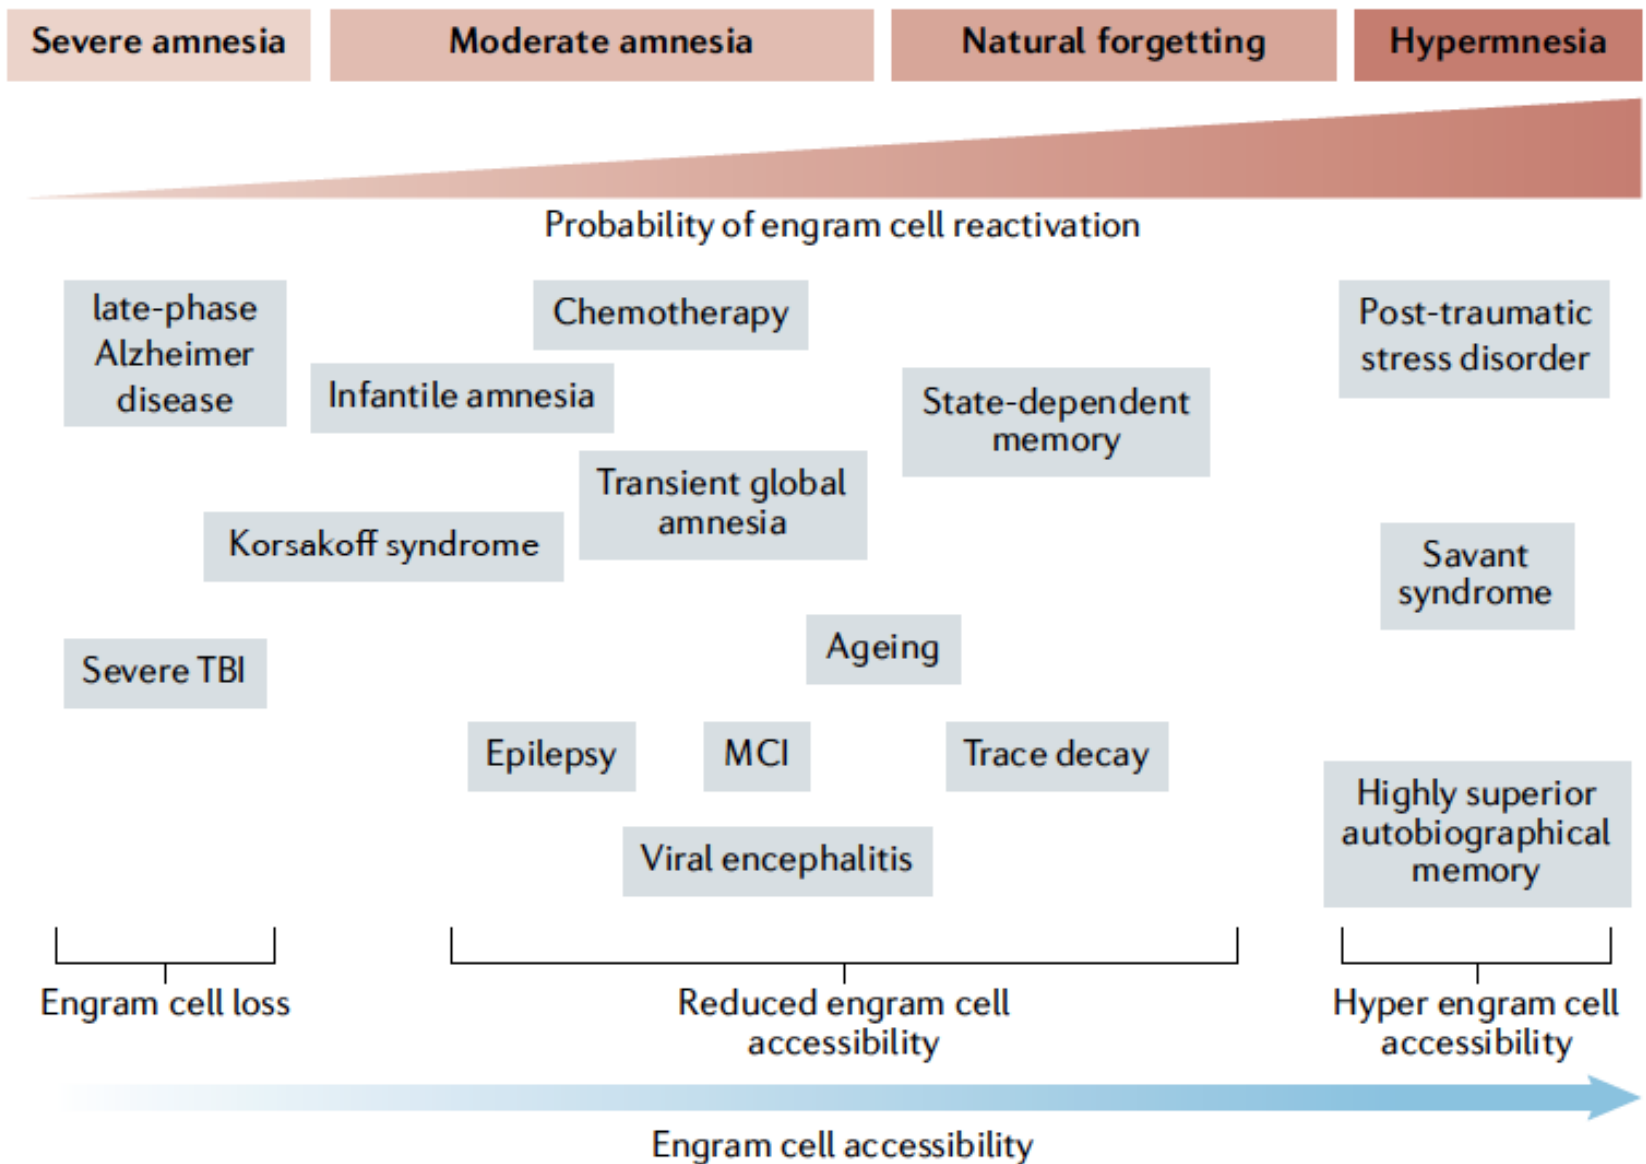 Severe amnesia
Moderate amnesia
Natural forgetting
Hypermnesia
Probability of engram cell reactivation
late-phase
Alzheimer
disease
Chemotherapy
Post-traumatic
stress disorder
Infantile amnesia
State-dependent
memory
Transient global
amnesia
Korsakoff syndrome
Savant
syndrome
Severe TBI
Ageing
Epilepsy
MCI
Trace decay
Highly superior
autobiographical
memory
Viral encephalitis
Engram cell loss
Reduced engram cell
accessibility
Hyper engram cell
accessibility
Engram cell accessibility